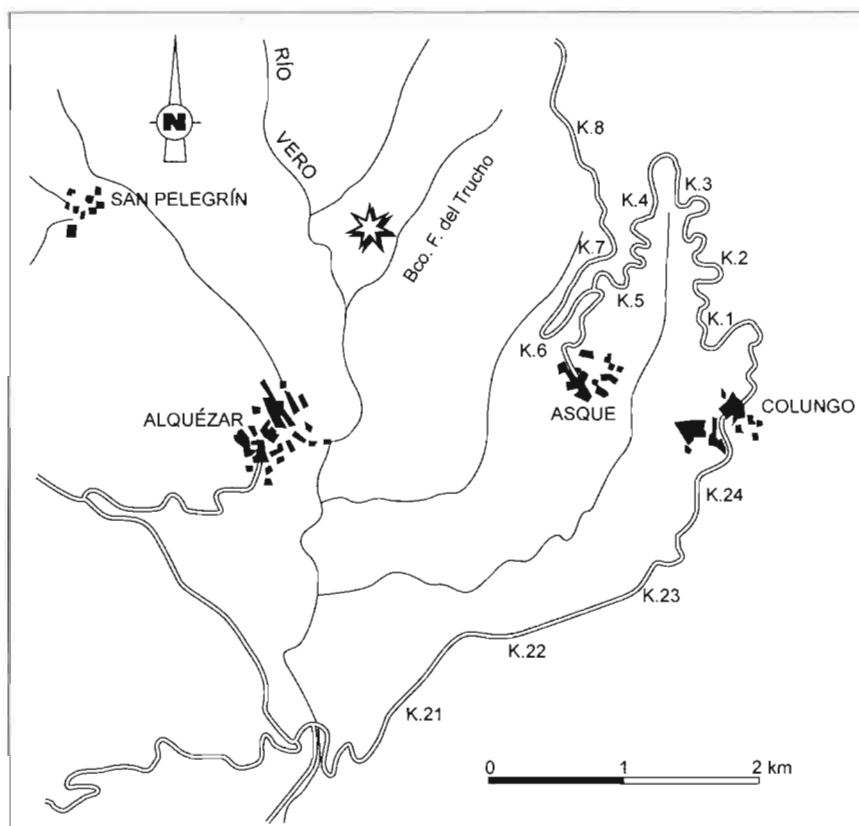 N
RÍO
VERO
K.8
SAN PELEGRÍN
Bco. F. del Trucho
K.4
K.3
K.7
K.2
K.5
K.1
K.6
ALQUÉZAR
ASQUE
COLUNGO
K.24
K.23
K.22
K.21
0 1 2 km